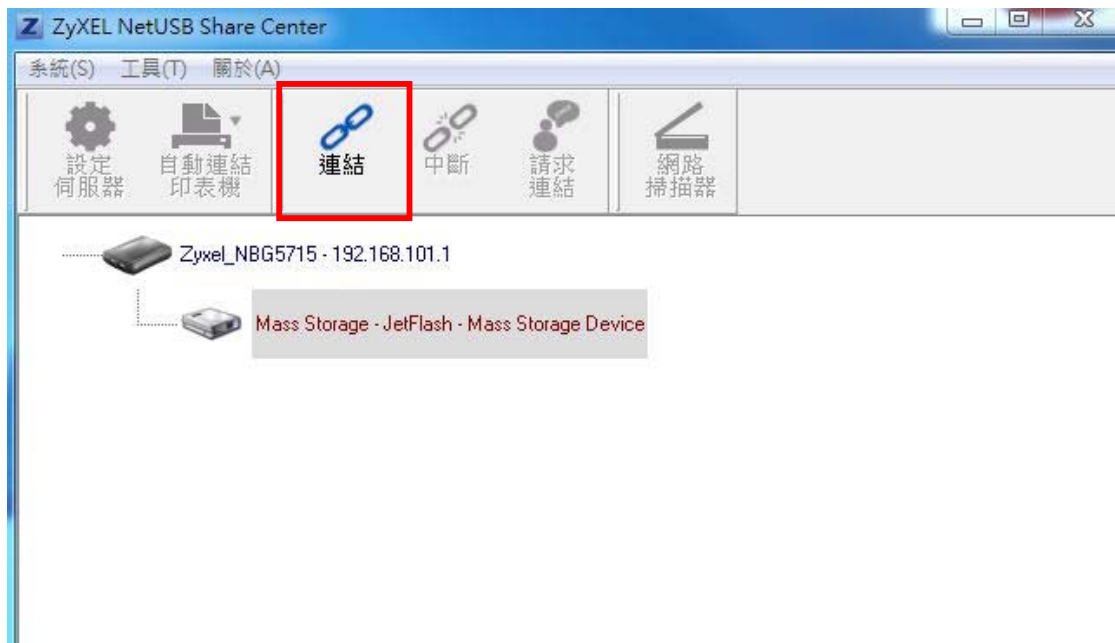 ZyXEL NetUSB Share Center
系統(S) 工具(T) 關於(A)
設定
伺服器
自動連結
印表機
連結
中斷
請求
連結
網路
掃描器
Zyxel_NBG5715 - 192.168.101.1
Mass Storage - JetFlash - Mass Storage Device